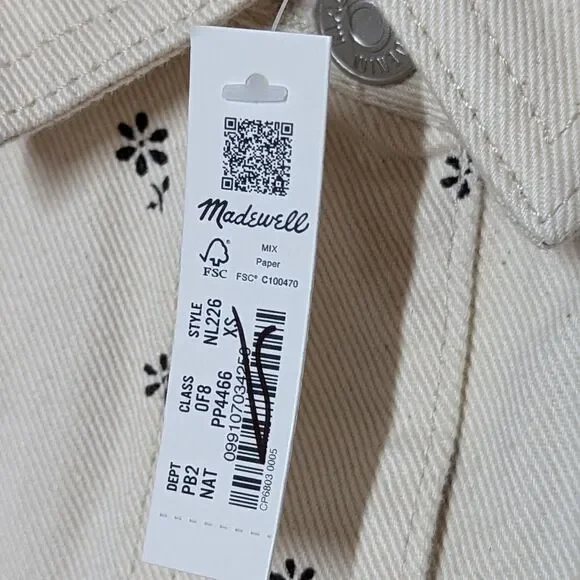 Madewell
FSC
MIX
Paper
FSC® C100470
STYLE
NL226
XS
CLASS
0F8
PP4466
DEPT
PB2
NAT
CP6803 0005